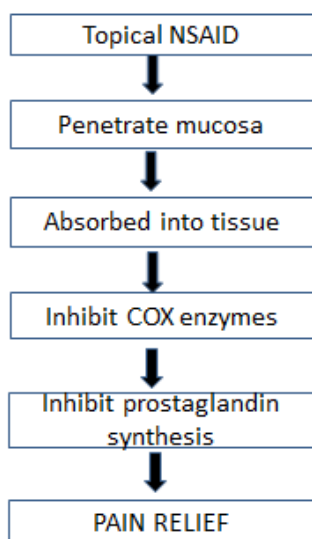 Topical NSAID
Penetrate mucosa
Absorbed into tissue
Inhibit COX enzymes
Inhibit prostaglandin
synthesis
PAIN RELIEF